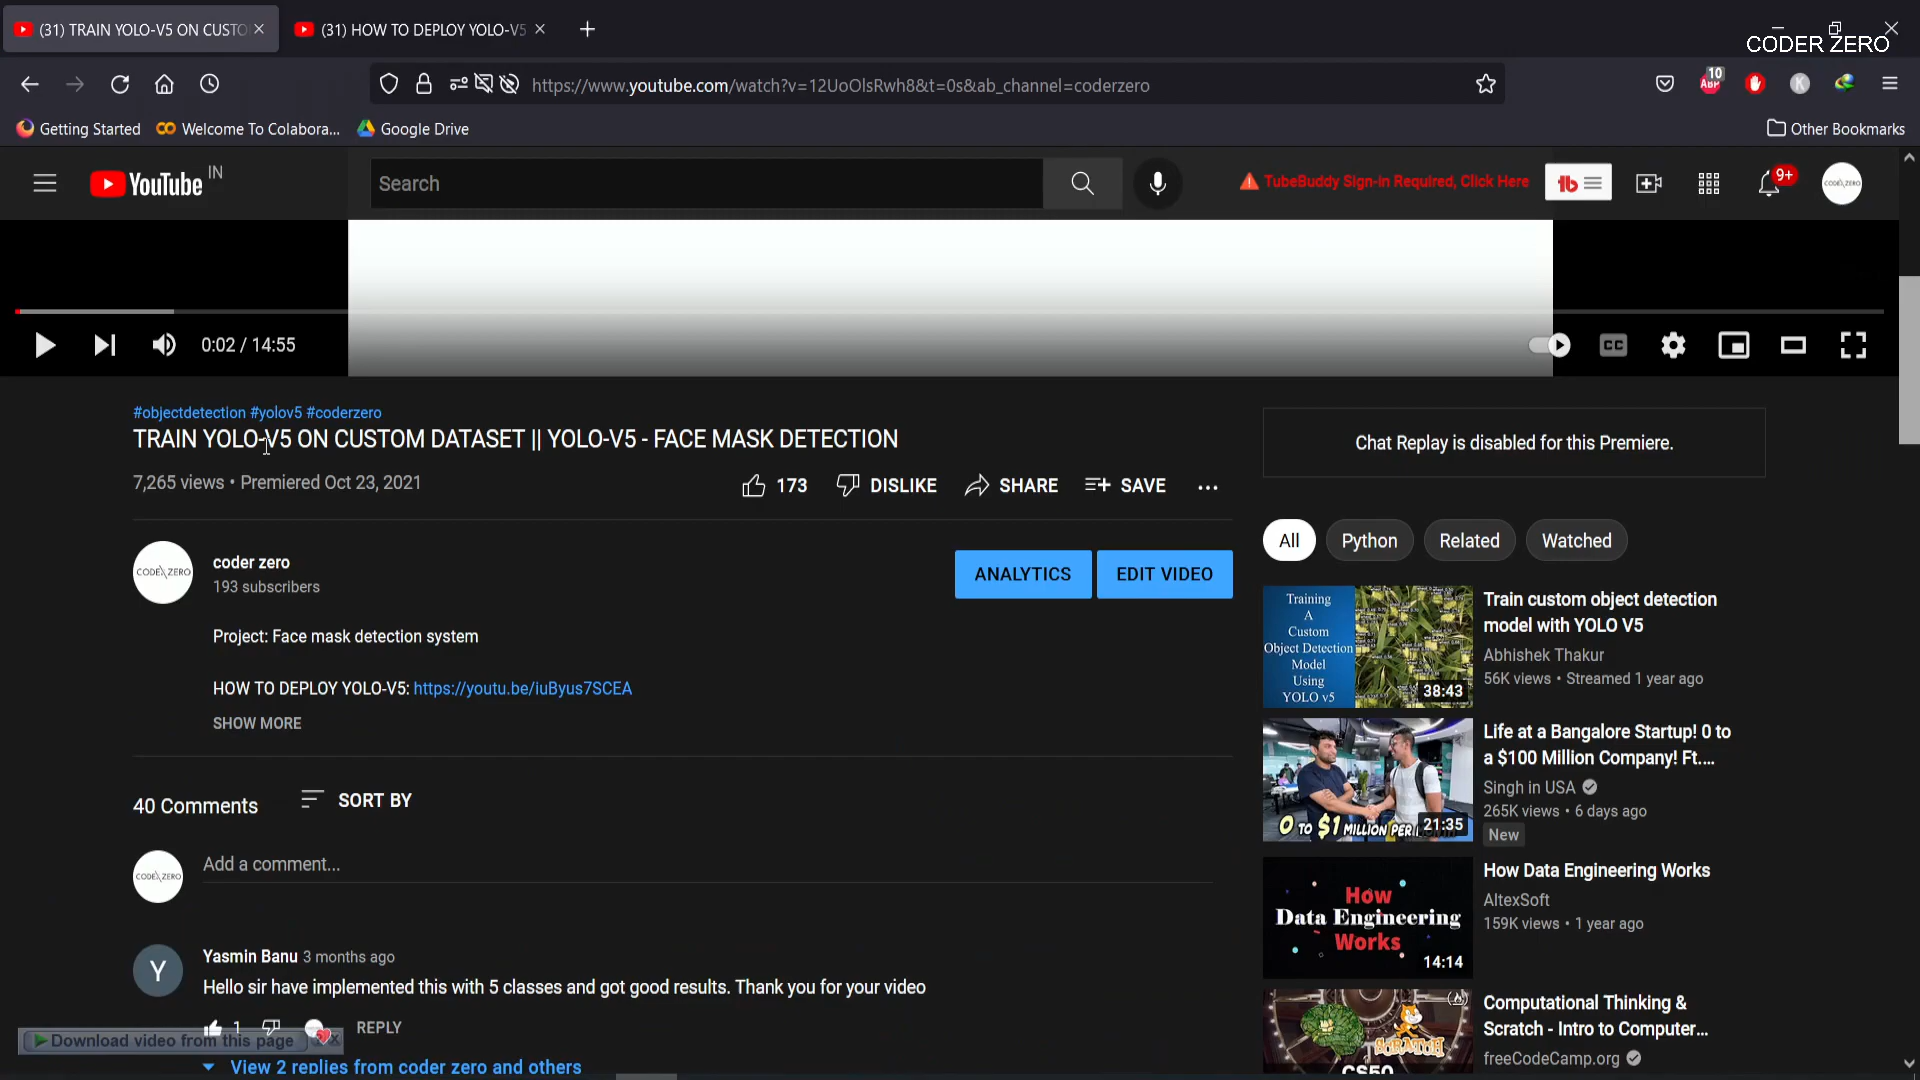 (31) TRAIN YOLO-V5 ON CUSTO
(31) HOW TO DEPLOY YOLO-V5
CODER ZERO
https://www.youtube.com/watch?v=12UoOlsRwh8&t=0s&ab_channel=coderzero
10
ABP
K
Getting Started
Welcome To Colabora...
Google Drive
Other Bookmarks
YouTube IN
Search
TubeBuddy Sign-in Required, Click Here
9+
0:02 / 14:55
CC
#objectdetection #yolov5 #coderzero
TRAIN YOLO-V5 ON CUSTOM DATASET || YOLO-V5 - FACE MASK DETECTION
7,265 views • Premiered Oct 23, 2021
173
DISLIKE
SHARE
SAVE
...
coder zero
193 subscribers
ANALYTICS
EDIT VIDEO
Project: Face mask detection system
HOW TO DEPLOY YOLO-V5: https://youtu.be/iuByus7SCEA
SHOW MORE
40 Comments
SORT BY
Add a comment...
Y
Yasmin Banu 3 months ago
Hello sir have implemented this with 5 classes and got good results. Thank you for your video
1
REPLY
Download video from this page
View 2 replies from coder zero and others
Chat Replay is disabled for this Premiere.
All
Python
Related
Watched
Training
A
Custom
Object Detection
Model
Using
YOLO v5
38:43
Train custom object detection
model with YOLO V5
Abhishek Thakur
56K views • Streamed 1 year ago
0 TO $1 MILLION PER
21:35
Life at a Bangalore Startup! 0 to
a $100 Million Company! Ft....
Singh in USA
265K views • 6 days ago
New
How
Data Engineering
Works
14:14
How Data Engineering Works
AltexSoft
159K views • 1 year ago
SCRATCH
CS50
Computational Thinking &
Scratch - Intro to Computer...
freeCodeCamp.org